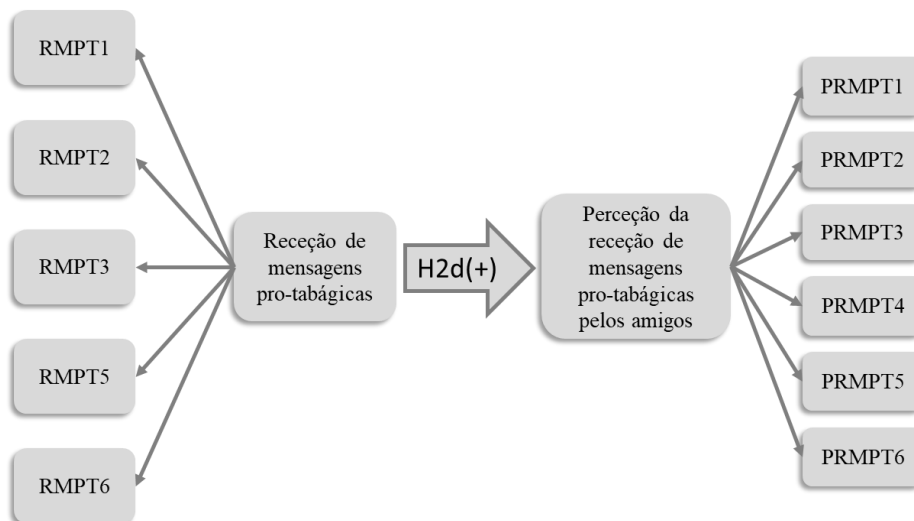 RMPT1
RMPT2
RMPT3
RMPT5
RMPT6
Receção de
mensagens
pro-tabágicas
H2d(+)
Perceção da
receção de
mensagens
pro-tabágicas
pelos amigos
PRMPT1
PRMPT2
PRMPT3
PRMPT4
PRMPT5
PRMPT6